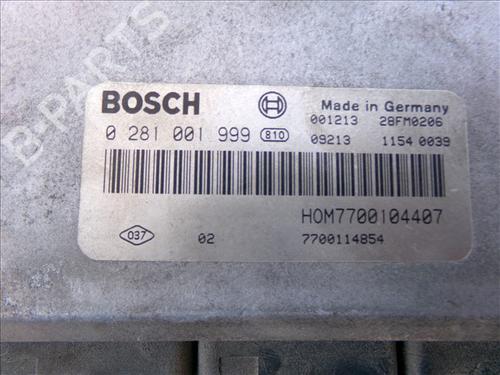 B-PARTS
BOSCH
Made in Germany
0 281 001 999 810
001213 28FM0206
09213 1154 0039
HOM7700104407
037 02 7700114854